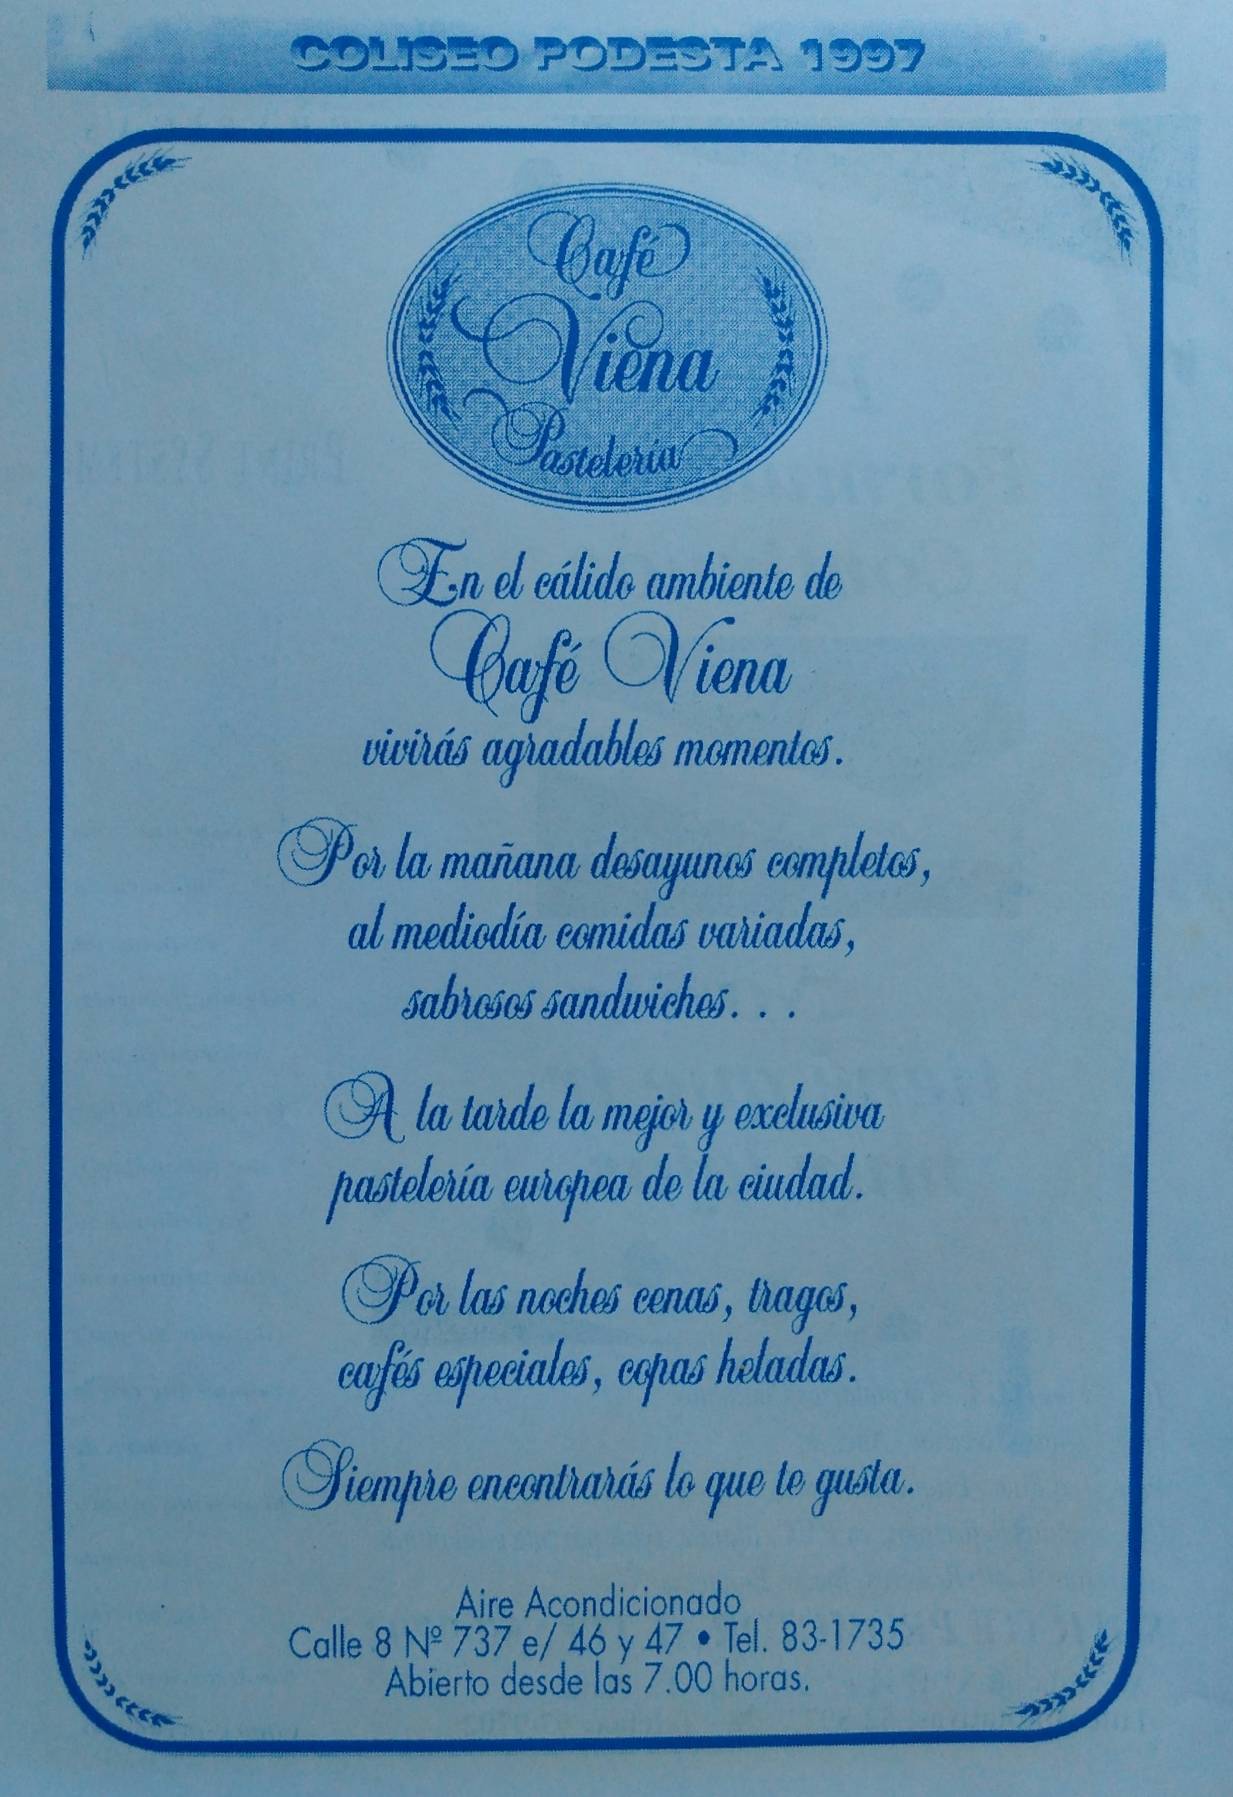 COLISEO PODESTA 1997
Café
Viena
Pastelería
En el cálido ambiente de
Café Viena
vivirás agradables momentos.
Por la mañana desayunos completos,
al mediodía comidas variadas,
sabrosos sandwiches. . .
A la tarde la mejor y exclusiva
pastelería europea de la ciudad.
Por las noches cenas, tragos,
cafés especiales, copas heladas.
Siempre encontrarás lo que te gusta.
Aire Acondicionado
Calle 8 Nº 737 e/ 46 y 47 • Tel. 83-1735
Abierto desde las 7.00 horas.